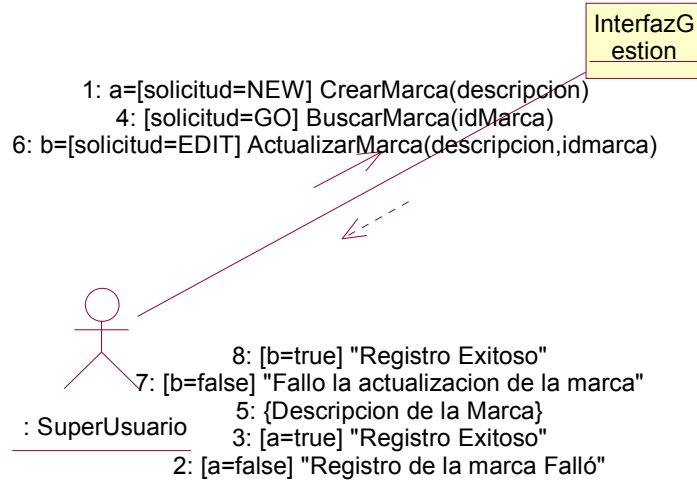 InterfazG
estion
1: a=[solicitud=NEW] CrearMarca(descripcion)
4: [solicitud=GO] BuscarMarca(idMarca)
6: b=[solicitud=EDIT] ActualizarMarca(descripcion,idmarca)
8: [b=true] "Registro Exitoso"
7: [b=false] "Fallo la actualizacion de la marca"
5: {Descripcion de la Marca}
: SuperUsuario
3: [a=true] "Registro Exitoso"
2: [a=false] "Registro de la marca Falló"